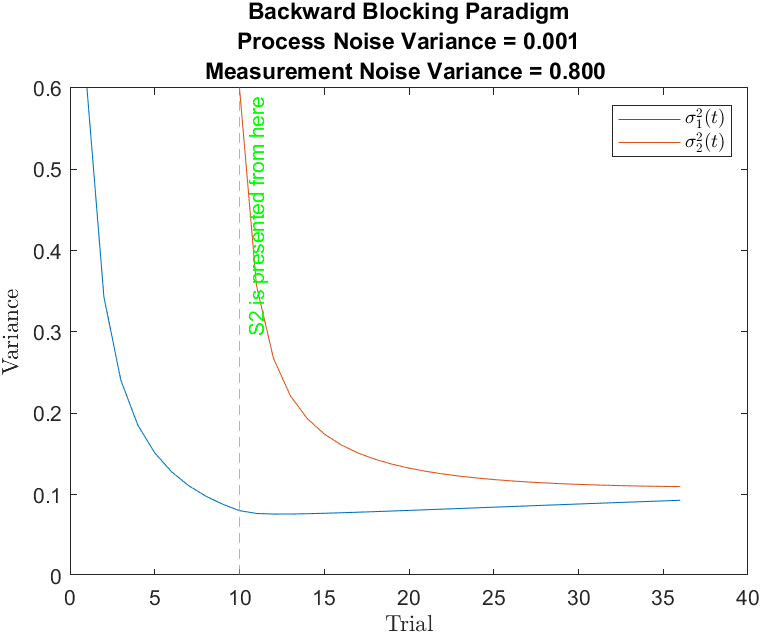 Backward Blocking Paradigm
Process Noise Variance = 0.001
Measurement Noise Variance = 0.800
0.6
0.5
0.4
0.3
0.2
0.1
0
Variance
S2 is presented from here
σ₁²(t)
σ₂²(t)
0 5 10 15 20 25 30 35 40
Trial